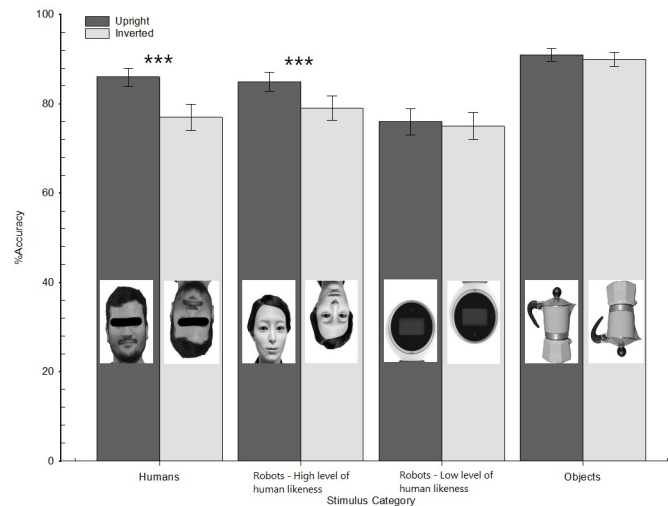 Upright
Inverted
100
80
60
40
20
0
%Accuracy
***
***
Humans
Robots - High level of
human likeness
Robots - Low level of
human likeness
Objects
Stimulus Category